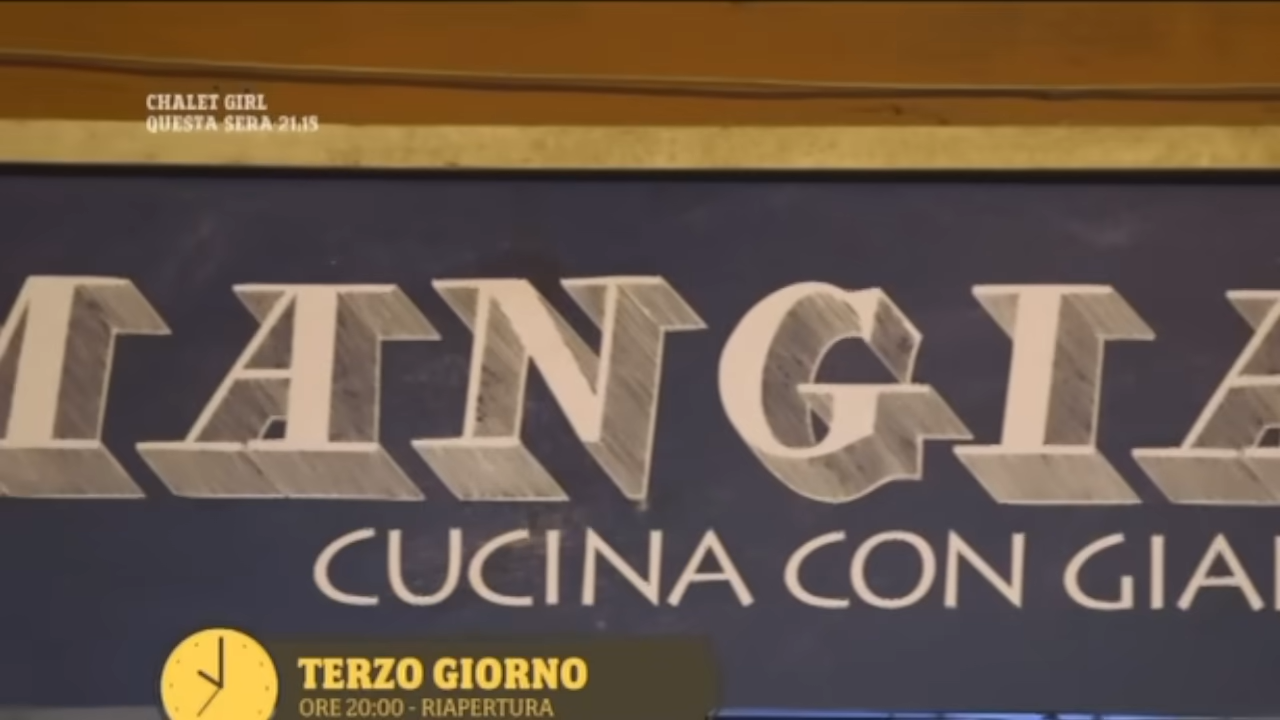 CHALET GIRL
QUESTA SERA 21.15
MANGIA
CUCINA CON GIA
TERZO GIORNO
ORE 20:00 - RIAPERTURA